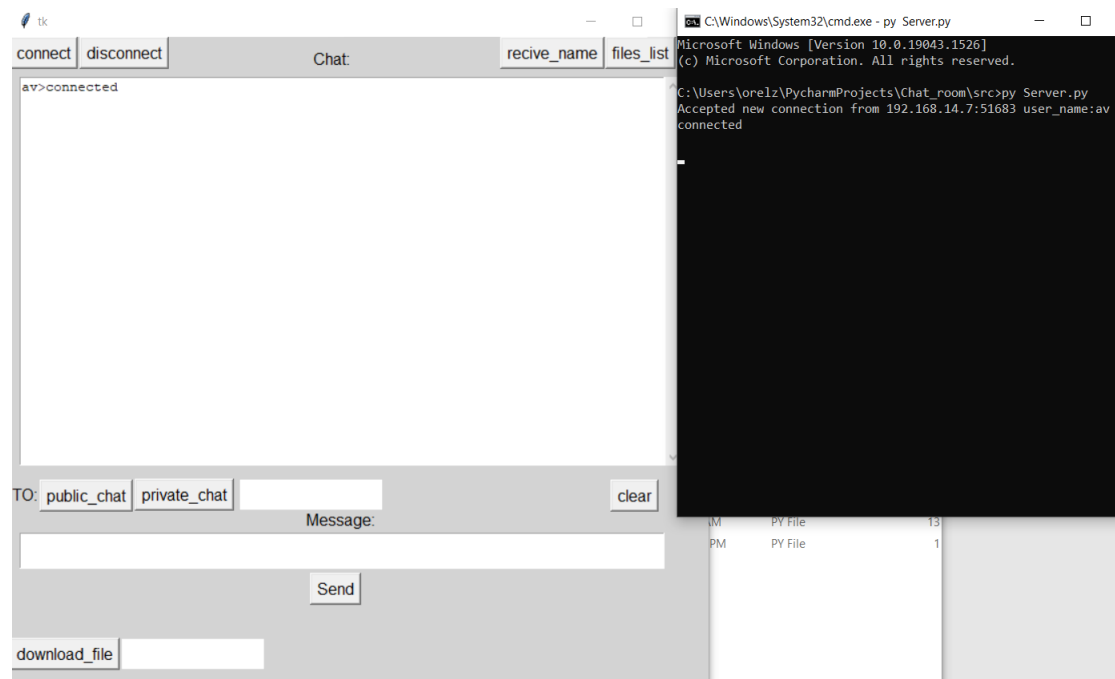 tk
connect disconnect Chat: recive_name files_list
av>connected
TO: public_chat private_chat clear
Message:
Send
download_file
C:\Windows\System32\cmd.exe - py Server.py
Microsoft Windows [Version 10.0.19043.1526]
(c) Microsoft Corporation. All rights reserved.
C:\Users\orelz\PycharmProjects\Chat_room\src>py Server.py
Accepted new connection from 192.168.14.7:51683 user_name:av
connected
PY File 13
PM PY File 1